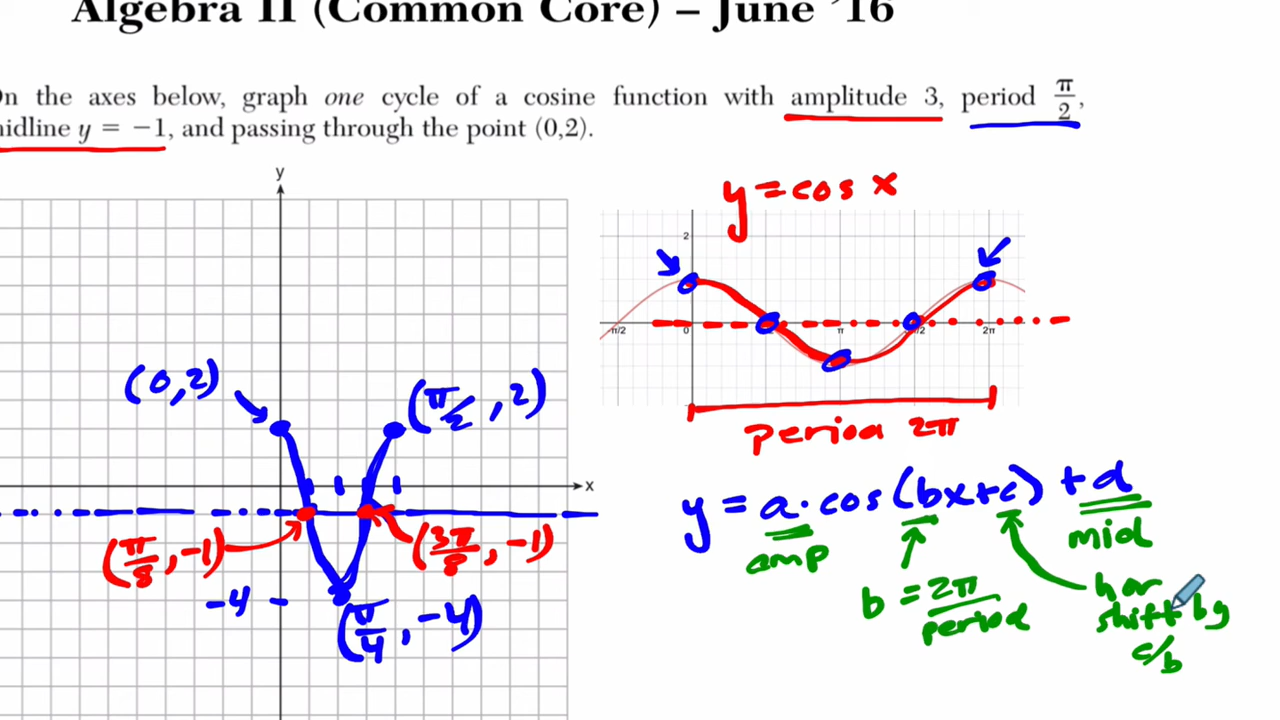 Algebra II (Common Core) – June '16
On the axes below, graph one cycle of a cosine function with amplitude 3, period π/2,
midline y = −1, and passing through the point (0,2).
y
y = cos x
2
π/2
0
π
/2
2π
(0,2)
(π/2, 2)
period 2π
x
y = a·cos(bx+c) + d
amp
mid
(π/8, -1)
(3π/8, -1)
b = 2π/period
hor
shift by
c/b
-4
(π/4, -4)